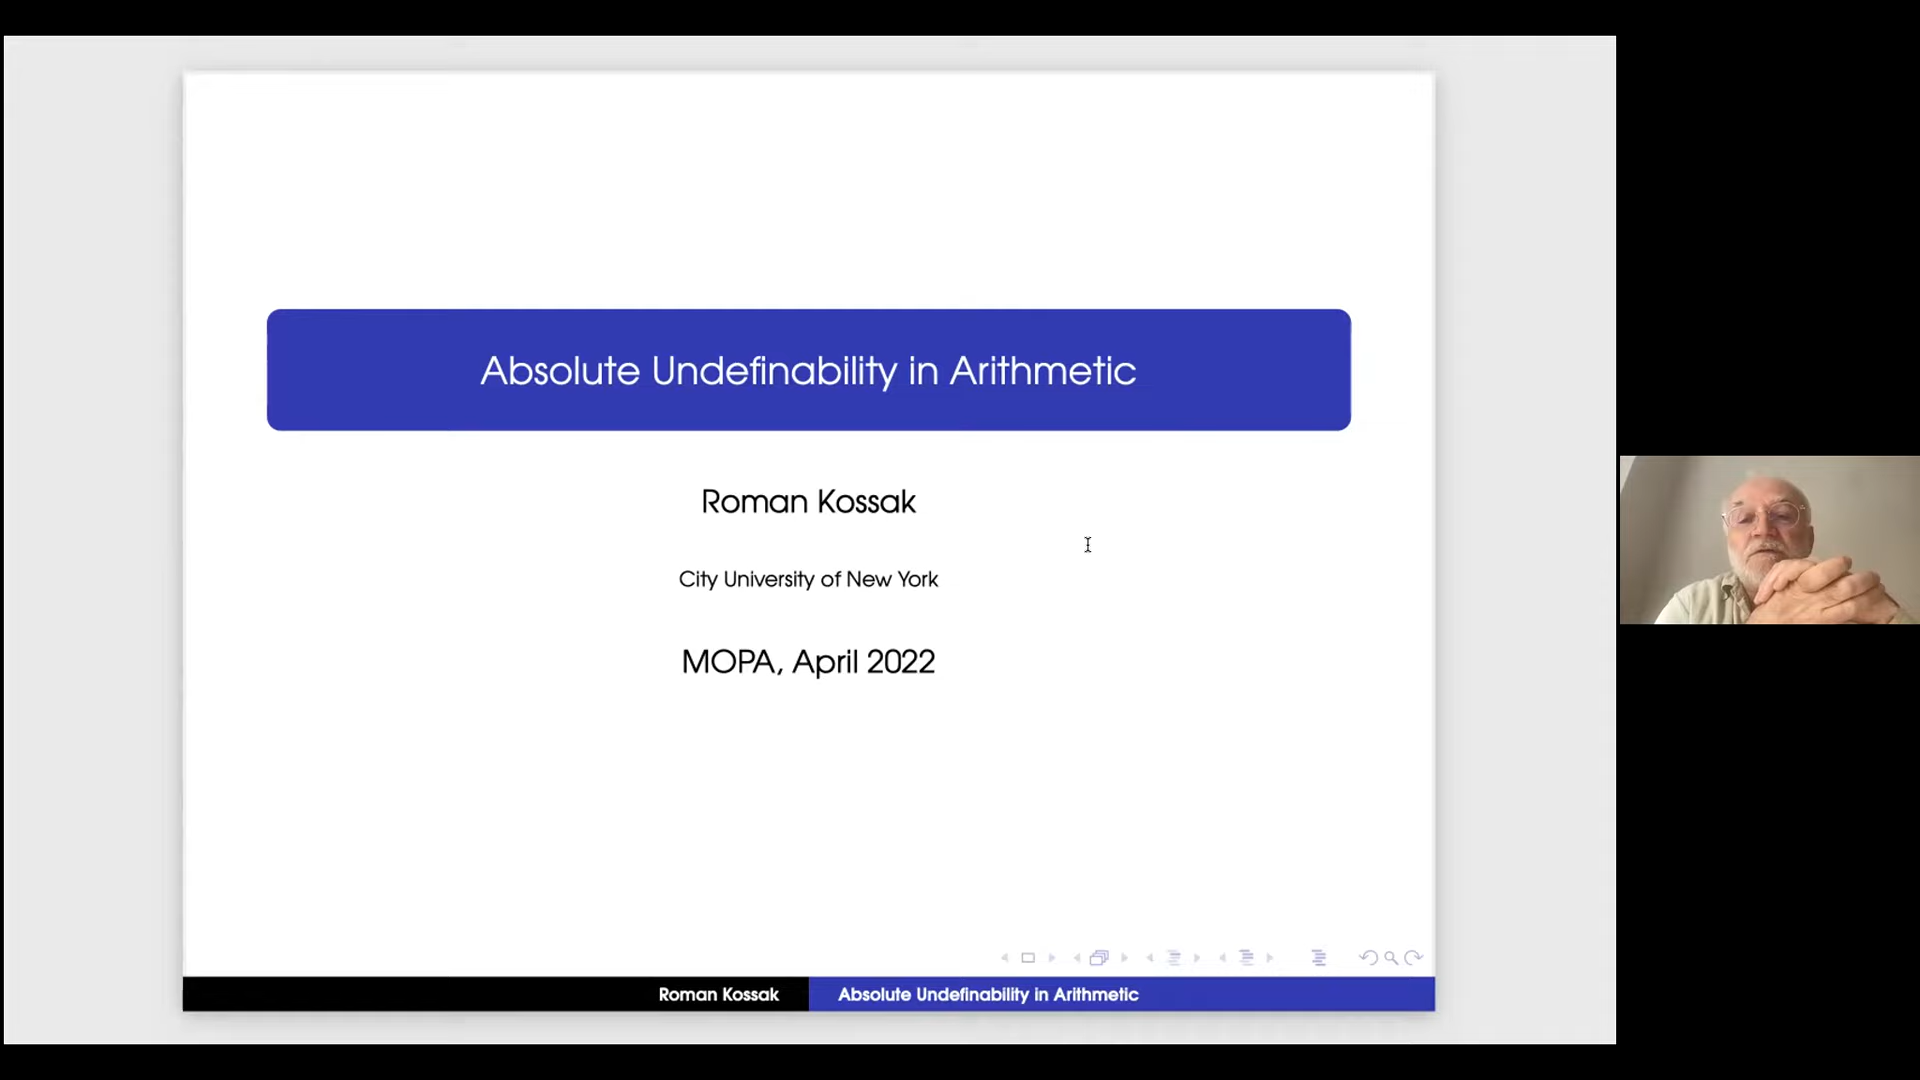 Absolute Undefinability in Arithmetic
Roman Kossak
City University of New York
MOPA, April 2022
Roman Kossak
Absolute Undefinability in Arithmetic